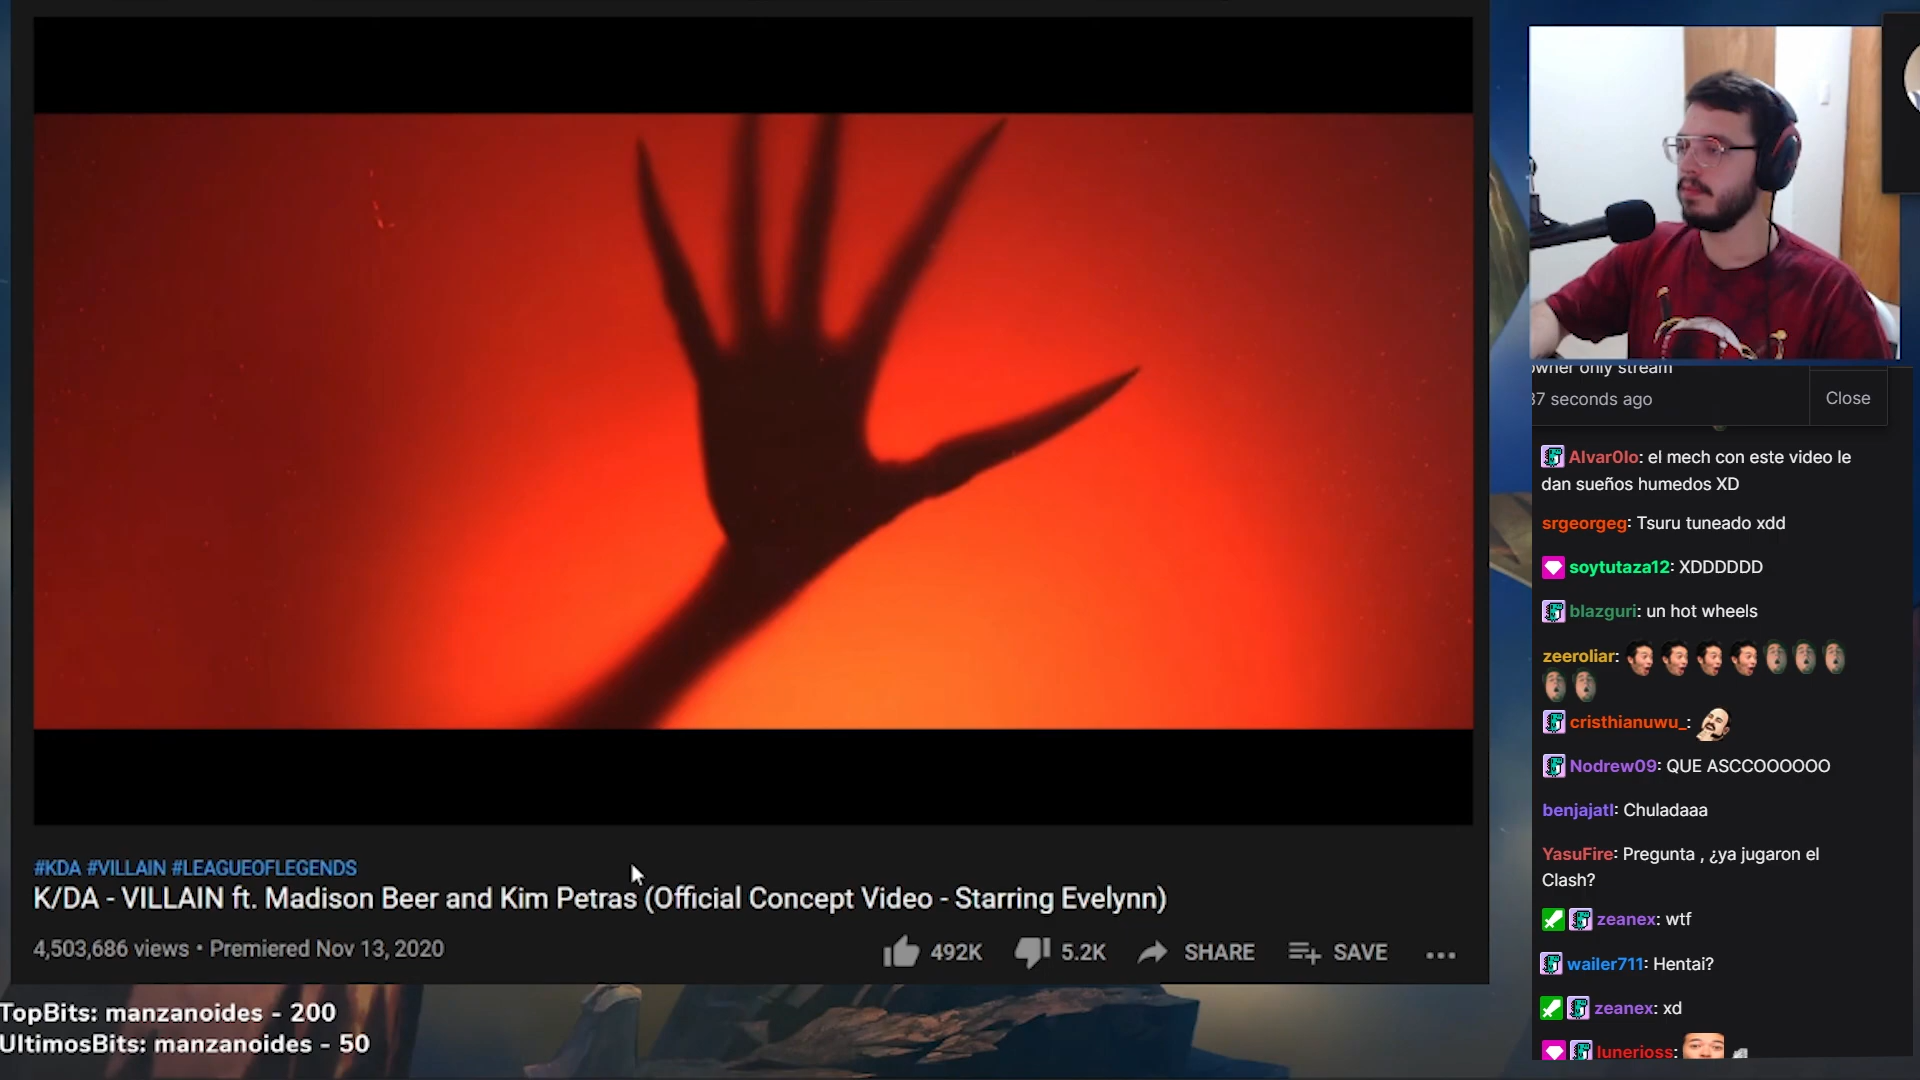 #KDA #VILLAIN #LEAGUEOFLEGENDS
K/DA - VILLAIN ft. Madison Beer and Kim Petras (Official Concept Video - Starring Evelynn)
4,503,686 views • Premiered Nov 13, 2020
492K 5.2K SHARE SAVE
TopBits: manzanoides - 200
UltimosBits: manzanoides - 50
owner only stream
37 seconds ago
Close
Alvar0lo: el mech con este video le
dan sueños humedos XD
srgeorgeg: Tsuru tuneado xdd
soytutaza12: XDDDDDD
blazguri: un hot wheels
zeeroliar:
cristhianuwu_:
Nodrew09: QUE ASCCOOOOOO
benjajatl: Chuladaaa
YasuFire: Pregunta , ¿ya jugaron el
Clash?
zeanex: wtf
wailer711: Hentai?
zeanex: xd
lunerioss: